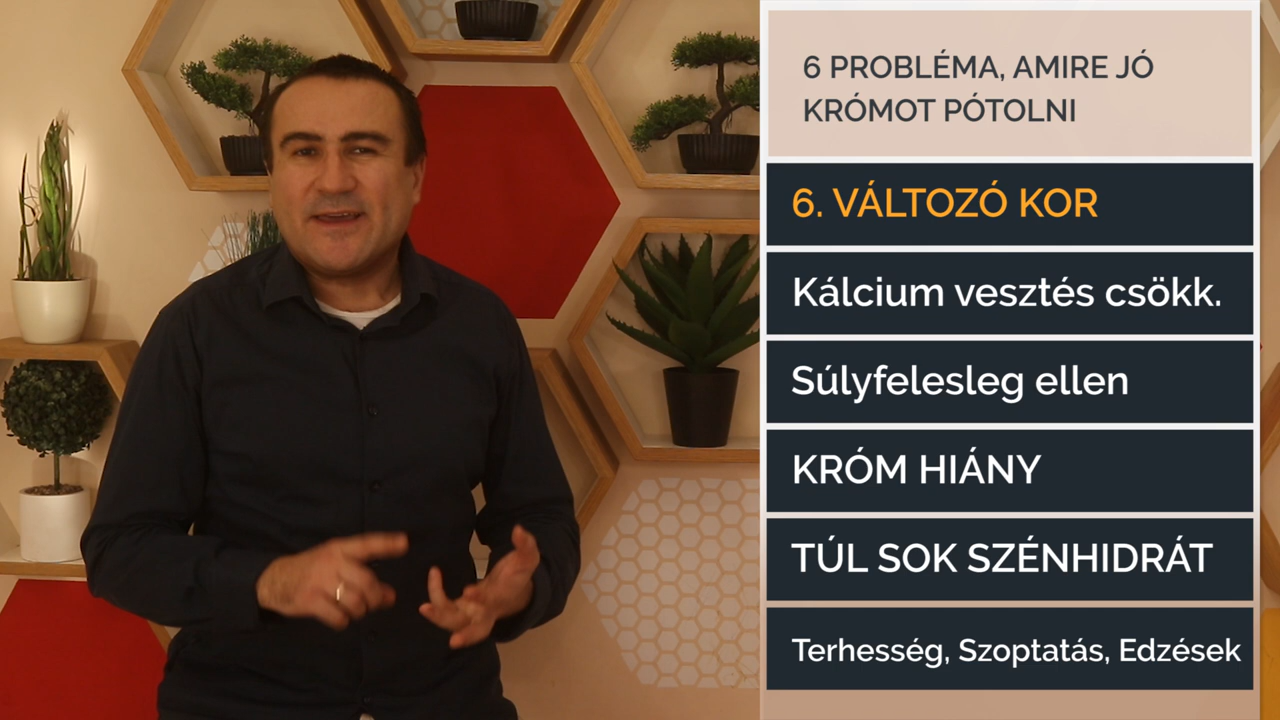 6 PROBLÉMA, AMIRE JÓ
KRÓMOT PÓTOLNI
6. VÁLTOZÓ KOR
Kálcium vesztés csökk.
Súlyfelesleg ellen
KRÓM HIÁNY
TÚL SOK SZÉNHIDRÁT
Terhesség, Szoptatás, Edzések